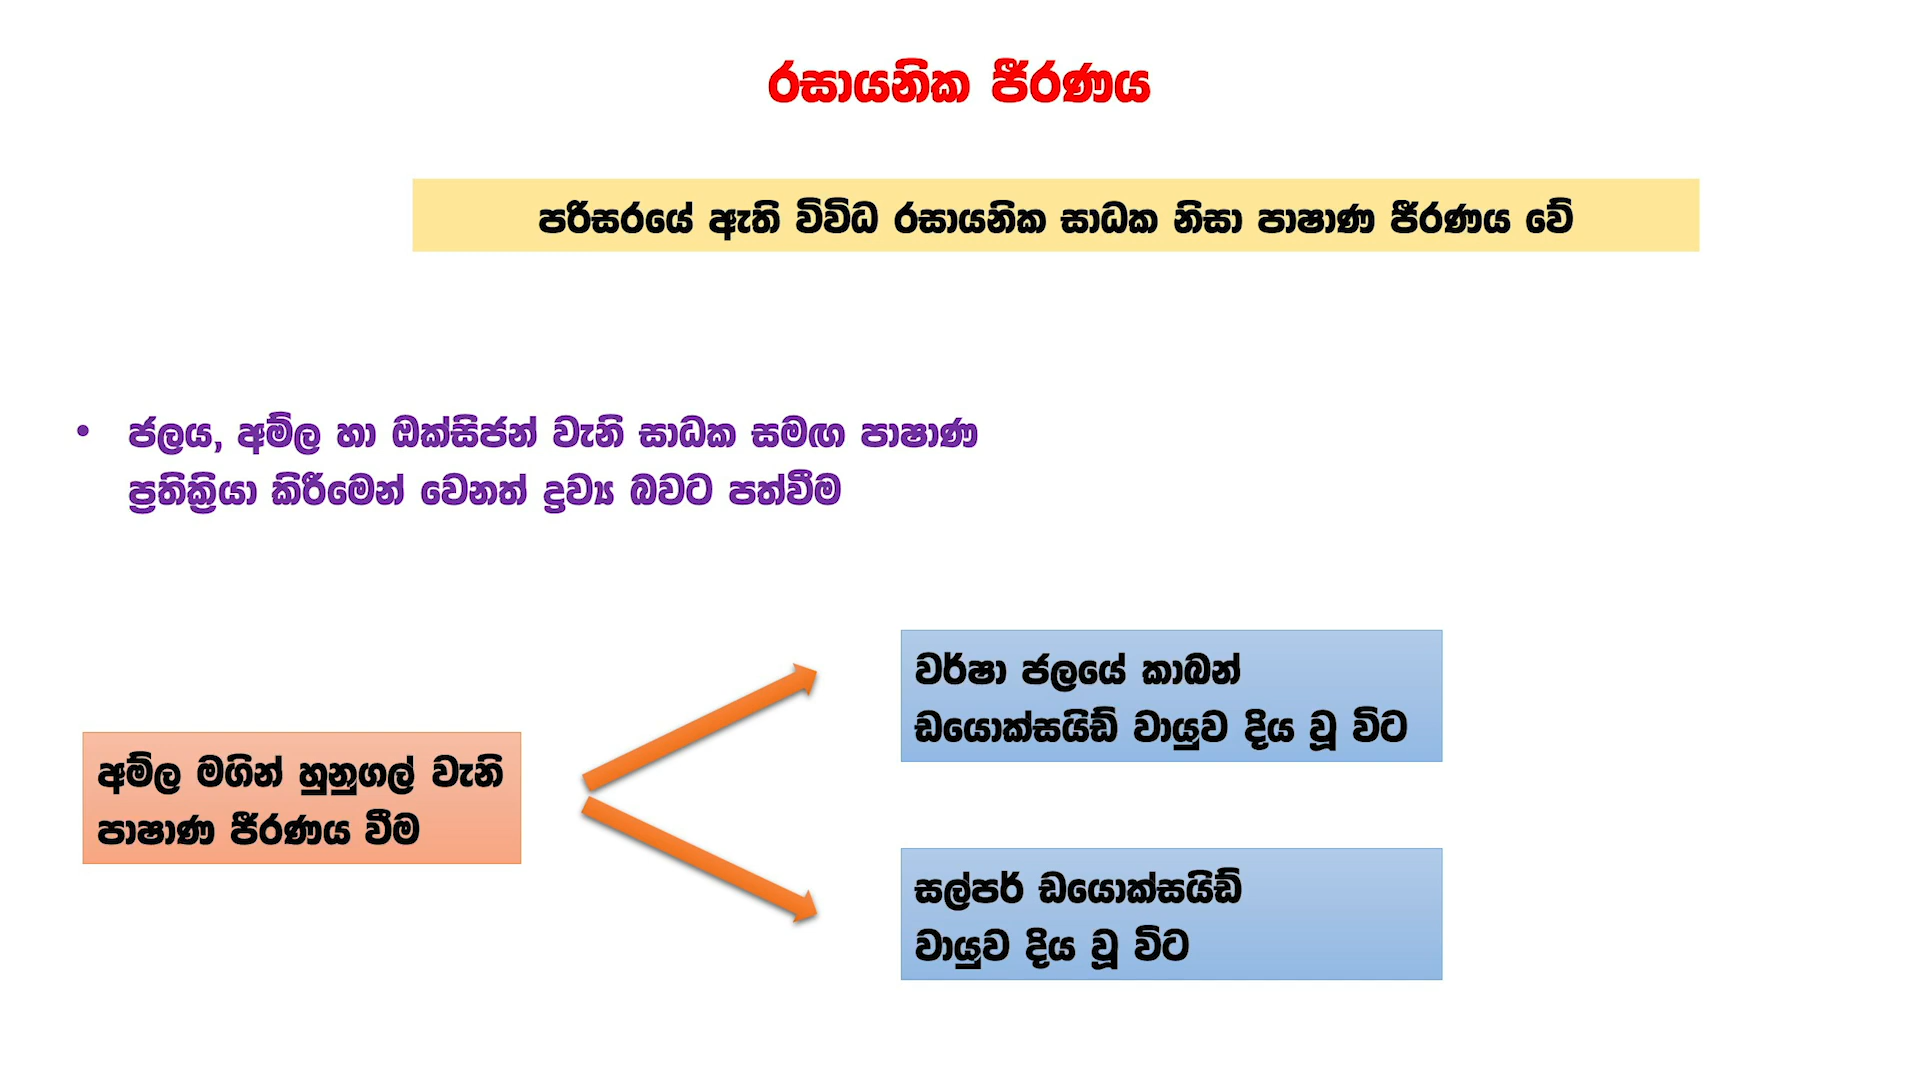 රසායනික ජීරණය
පරිසරයේ ඇති විවිධ රසායනික සාධක නිසා පාෂාණ ජීරණය වේ
• ජලය, අම්ල හා ඔක්සිජන් වැනි සාධක සමඟ පාෂාණ
ප්‍රතික්‍රියා කිරීමෙන් වෙනත් ද්‍රව්‍ය බවට පත්වීම
අම්ල මගින් හුනුගල් වැනි
පාෂාණ ජීරණය වීම
වර්ෂා ජලයේ කාබන්
ඩයොක්සයිඩ් වායුව දිය වූ විට
සල්පර් ඩයොක්සයිඩ්
වායුව දිය වූ විට